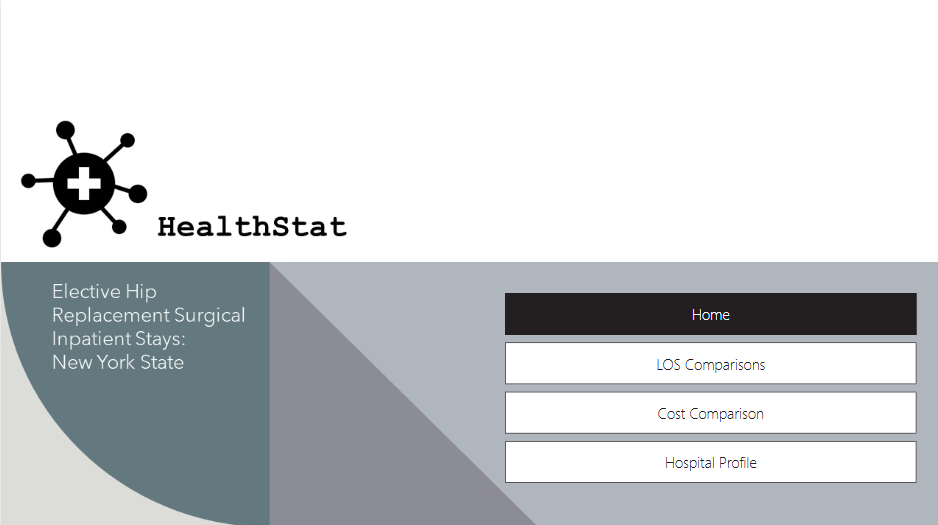 HealthStat
Elective Hip
Replacement Surgical
Inpatient Stays:
New York State
Home
LOS Comparisons
Cost Comparison
Hospital Profile